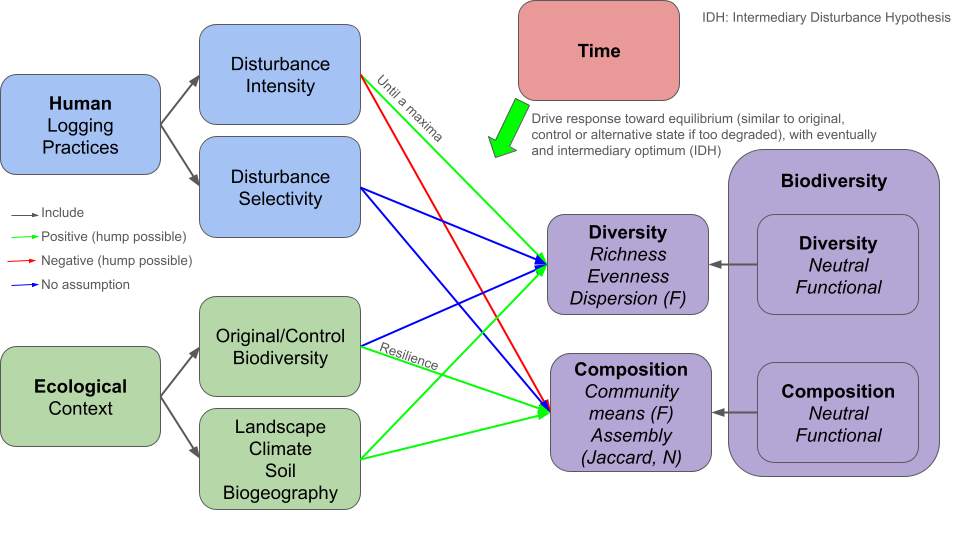 IDH: Intermediary Disturbance Hypothesis
Time
Disturbance
Intensity
Until a maxima
Human
Logging
Practices
Drive response toward equilibrium (similar to original,
control or alternative state if too degraded), with eventually
and intermediary optimum (IDH)
Disturbance
Selectivity
Biodiversity
Include
Positive (hump possible)
Negative (hump possible)
No assumption
Diversity
Richness
Evenness
Dispersion (F)
Diversity
Neutral
Functional
Original/Control
Biodiversity
Resilience
Ecological
Context
Composition
Community
means (F)
Assembly
(Jaccard, N)
Composition
Neutral
Functional
Landscape
Climate
Soil
Biogeography